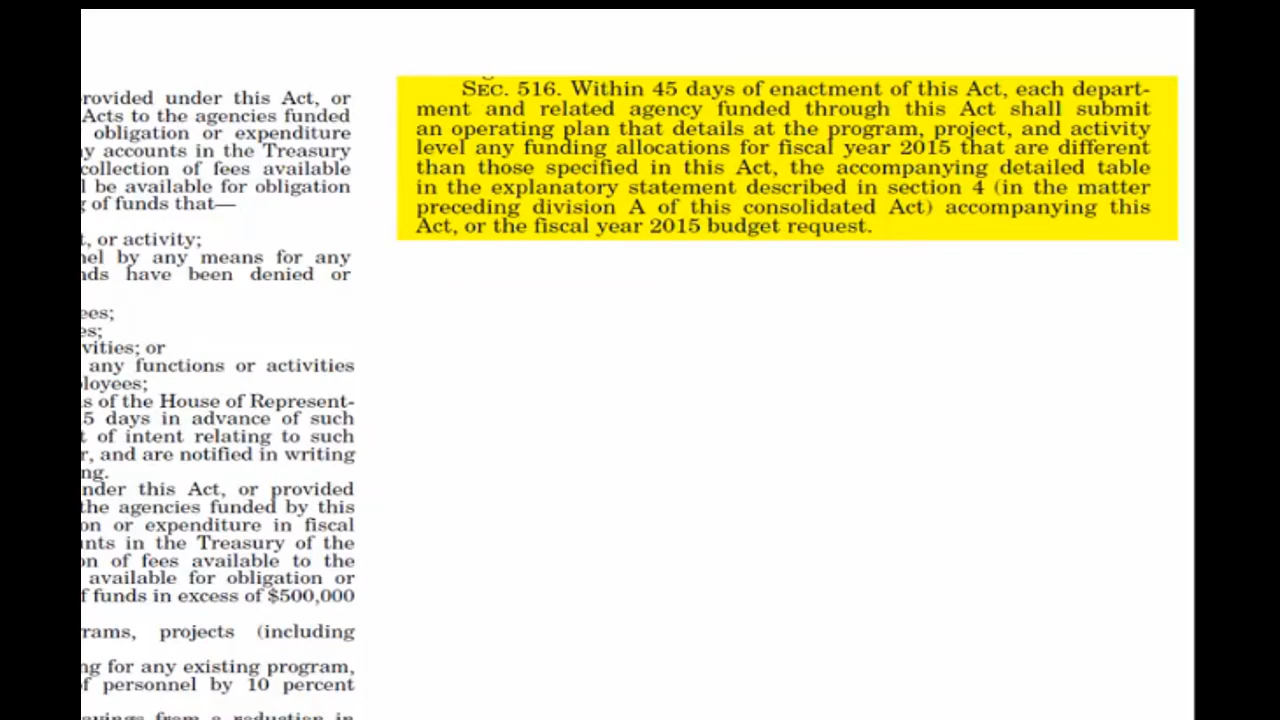 rovided under this Act, or
Acts to the agencies funded
obligation or expenditure
y accounts in the Treasury
collection of fees available
l be available for obligation
of funds that—
, or activity;
nel by any means for any
nds have been denied or
ees;
es;
vities; or
any functions or activities
loyees;
s of the House of Represent-
5 days in advance of such
t of intent relating to such
r, and are notified in writing
ng.
nder this Act, or provided
the agencies funded by this
on or expenditure in fiscal
unts in the Treasury of the
on of fees available to the
available for obligation or
f funds in excess of $500,000
rams, projects (including
ng for any existing program,
of personnel by 10 percent
avings from a reduction in
SEC. 516. Within 45 days of enactment of this Act, each depart-
ment and related agency funded through this Act shall submit
an operating plan that details at the program, project, and activity
level any funding allocations for fiscal year 2015 that are different
than those specified in this Act, the accompanying detailed table
in the explanatory statement described in section 4 (in the matter
preceding division A of this consolidated Act) accompanying this
Act, or the fiscal year 2015 budget request.